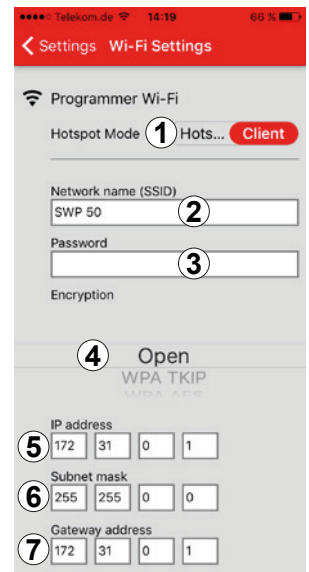 Telekom.de 14:19 66 %
Settings Wi-Fi Settings
Programmer Wi-Fi
Hotspot Mode 1 Hots... Client
Network name (SSID)
SWP 50 2
Password
3
Encryption
4 Open
WPA TKIP
WPA AES
IP address
5 172 31 0 1
Subnet mask
6 255 255 0 0
Gateway address
7 172 31 0 1